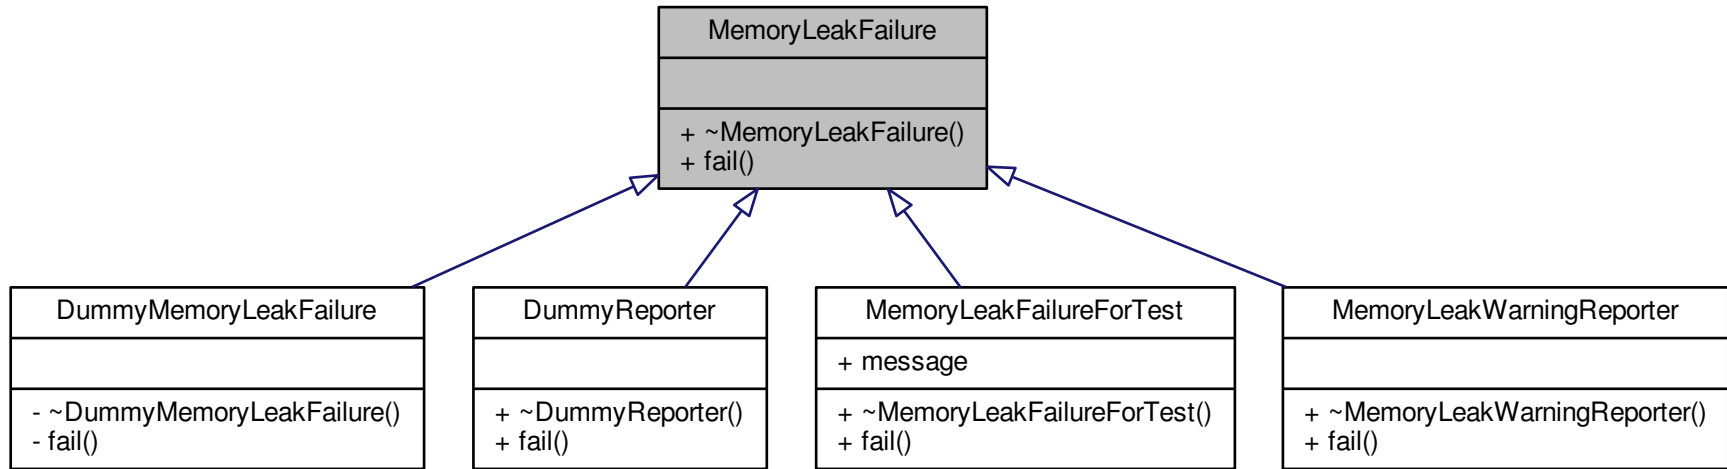 MemoryLeakFailure
+ ~MemoryLeakFailure()
+ fail()
DummyMemoryLeakFailure
- ~DummyMemoryLeakFailure()
- fail()
DummyReporter
+ ~DummyReporter()
+ fail()
MemoryLeakFailureForTest
+ message
+ ~MemoryLeakFailureForTest()
+ fail()
MemoryLeakWarningReporter
+ ~MemoryLeakWarningReporter()
+ fail()